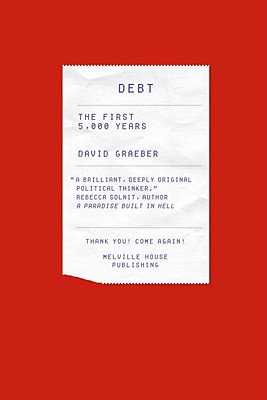 DEBT
THE FIRST
5,000 YEARS
DAVID GRAEBER
"A BRILLIANT, DEEPLY ORIGINAL
POLITICAL THINKER."
REBECCA SOLNIT, AUTHOR
A PARADISE BUILT IN HELL
THANK YOU! COME AGAIN!
MELVILLE HOUSE
PUBLISHING